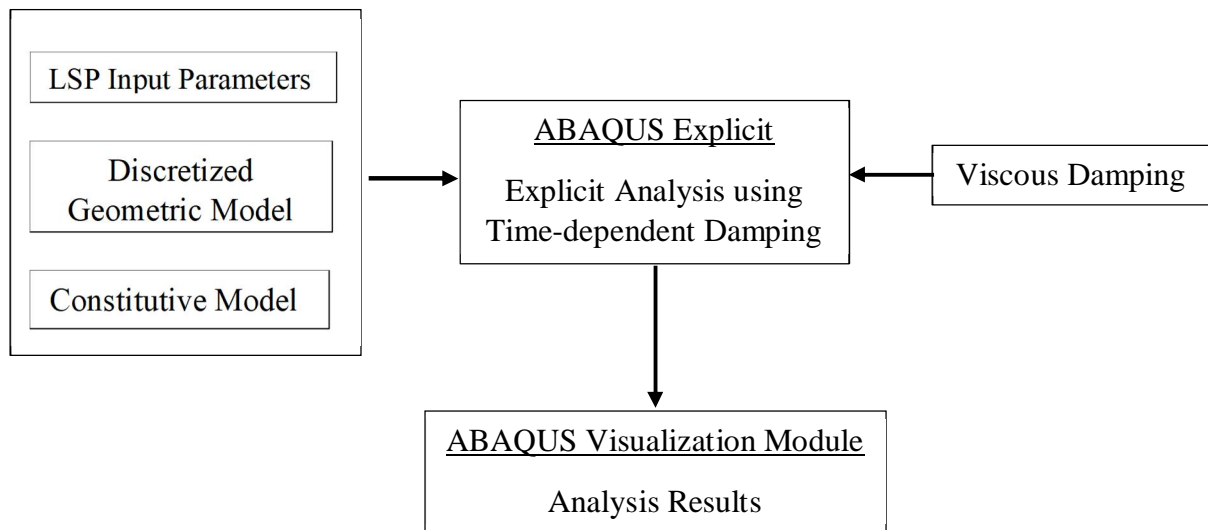 LSP Input Parameters
Discretized
Geometric Model
Constitutive Model
ABAQUS Explicit
Explicit Analysis using
Time-dependent Damping
Viscous Damping
ABAQUS Visualization Module
Analysis Results